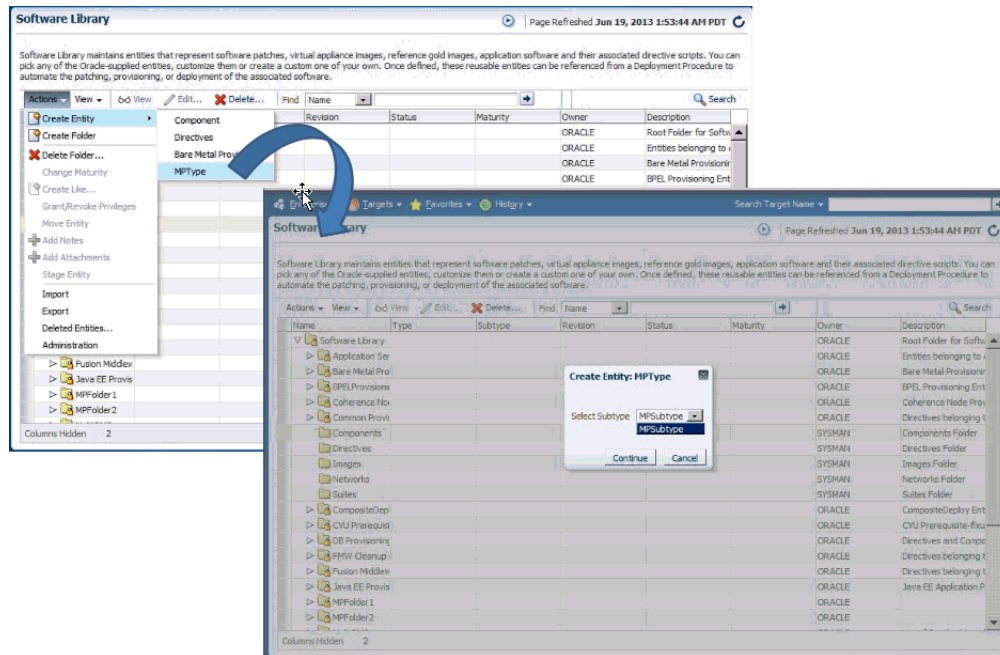 Software Library
Page Refreshed Jun 19, 2013 1:53:44 AM PDT
Software Library maintains entities that represent software patches, virtual appliance images, reference gold images, application software and their associated directive scripts. You can
pick any of the Oracle-supplied entities, customize them or create a custom one of your own. Once defined, these reusable entities can be referenced from a Deployment Procedure to
automate the patching, provisioning, or deployment of the associated software.
Actions View View Edit... Delete... Find Name Search
Revision Status Maturity Owner Description
Create Entity
Create Folder
Delete Folder...
Change Maturity
Create Like...
Grant/Revoke Privileges
Move Entity
Add Notes
Add Attachments
Stage Entity
Import
Export
Deleted Entities...
Administration
Component
Directives
Bare Metal Prov
MPType
ORACLE Root Folder for Softw
ORACLE Entities belonging to
ORACLE Bare Metal Provisionir
ORACLE BPEL Provisioning Ent
Fusion Middlev
Java EE Provis
MPFolder1
MPFolder2
Columns Hidden 2
Targets Favorites History Search Target Name
Software Library
Page Refreshed Jun 19, 2013 1:53:44 AM PDT
Software Library maintains entities that represent software patches, virtual appliance images, reference gold images, application software and their associated directive scripts. You can
pick any of the Oracle-supplied entities, customize them or create a custom one of your own. Once defined, these reusable entities can be referenced from a Deployment Procedure to
automate the patching, provisioning, or deployment of the associated software.
Actions View View Edit... Delete... Find Name Search
Name Type Subtype Revision Status Maturity Owner Description
Software Library ORACLE Root Folder for Softw
Application Ser ORACLE Entities belonging to
Bare Metal Pro ORACLE Bare Metal Provisionir
BPELProvisioni ORACLE BPEL Provisioning Ent
Coherence No ORACLE Coherence Node Prov
Common Provi ORACLE Directives belonging t
Components SYSMAN Components Folder
Directives SYSMAN Directives Folder
Images SYSMAN Images Folder
Networks SYSMAN Networks Folder
Suites SYSMAN Suites Folder
CompositeDepl ORACLE CompositeDeploy Ent
CVU Prerequisi ORACLE CVU Prerequisite-fixu
DB Provisioning ORACLE Directives and Compo
FMW Cleanup ORACLE Directives belonging t
Fusion Middlew ORACLE Directives belonging t
Java EE Provis ORACLE Java EE Application P
MPFolder1 ORACLE
MPFolder2 ORACLE
Columns Hidden 2
Create Entity: MPType
Select Subtype MPSubtype
MPSubtype
Continue Cancel